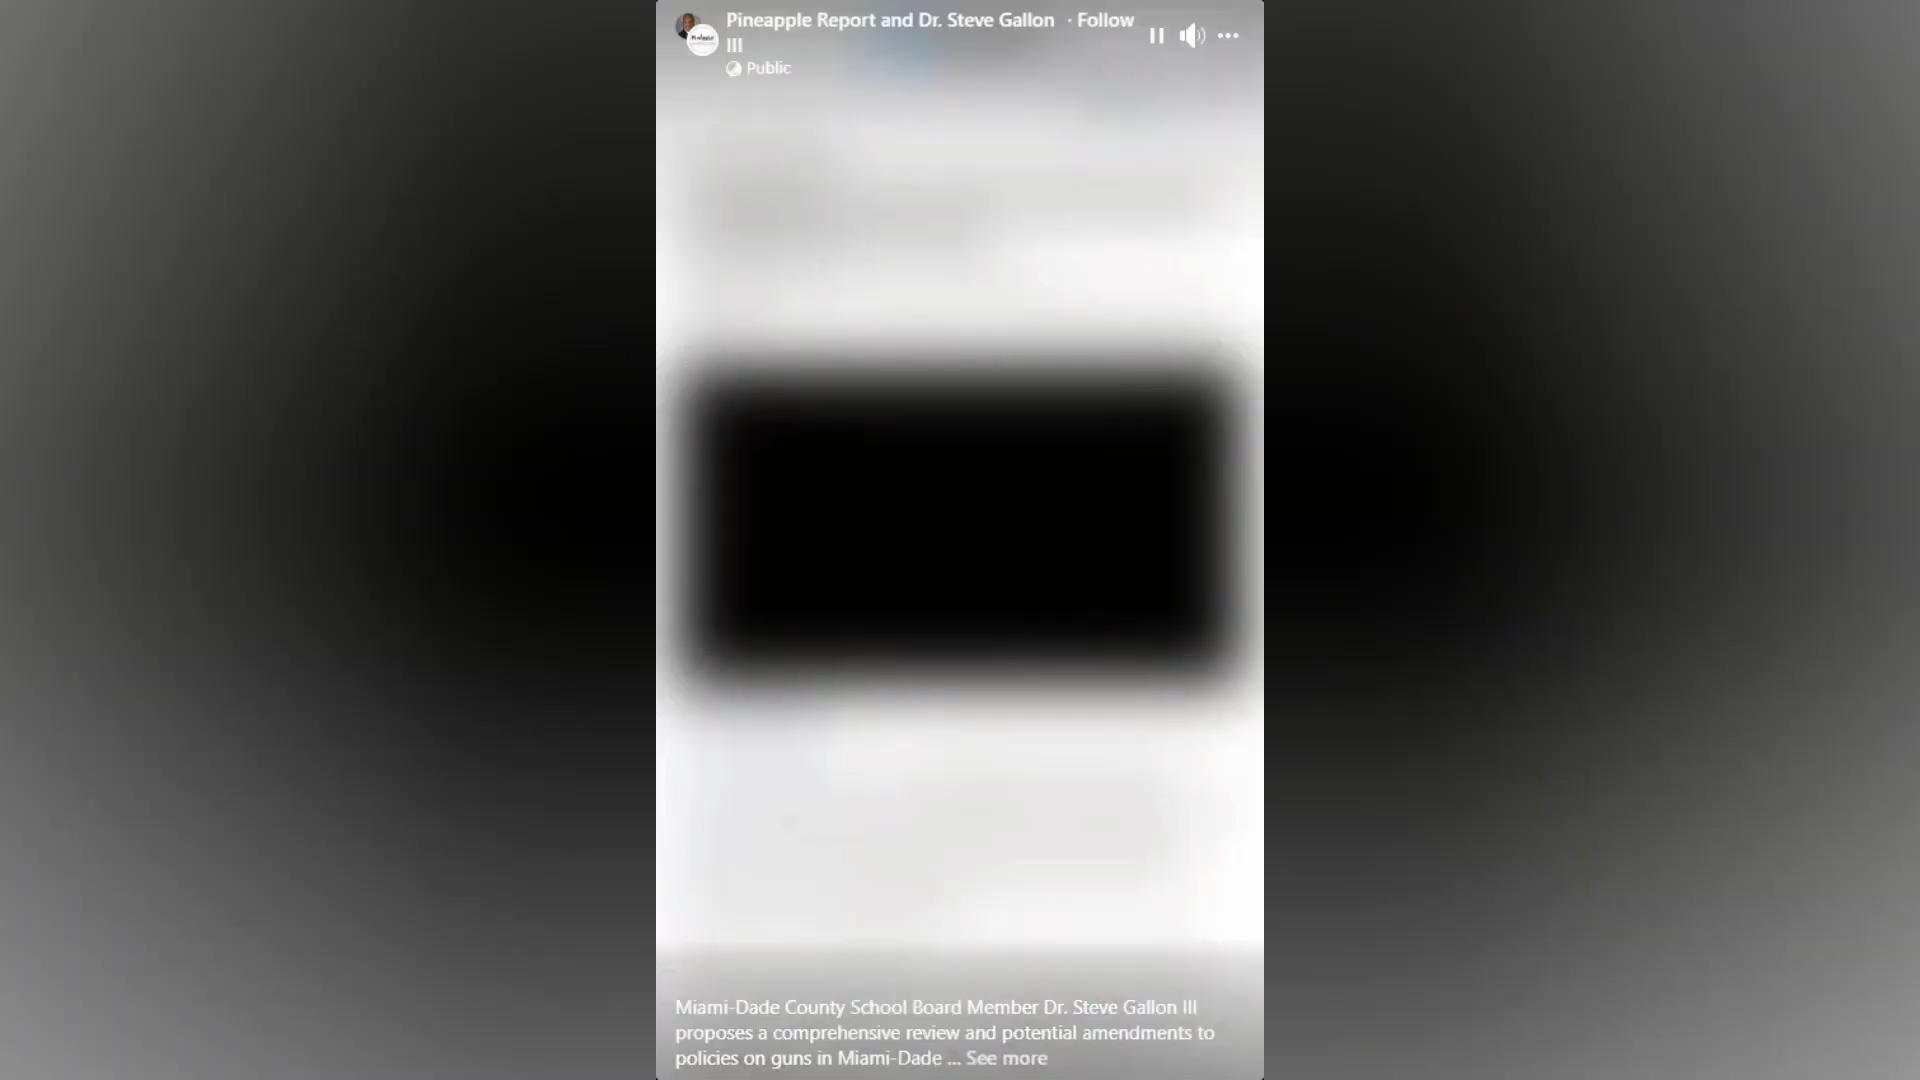 Pineapple Report and Dr. Steve Gallon · Follow
III
Public
Miami-Dade County School Board Member Dr. Steve Gallon III
proposes a comprehensive review and potential amendments to
policies on guns in Miami-Dade ... See more